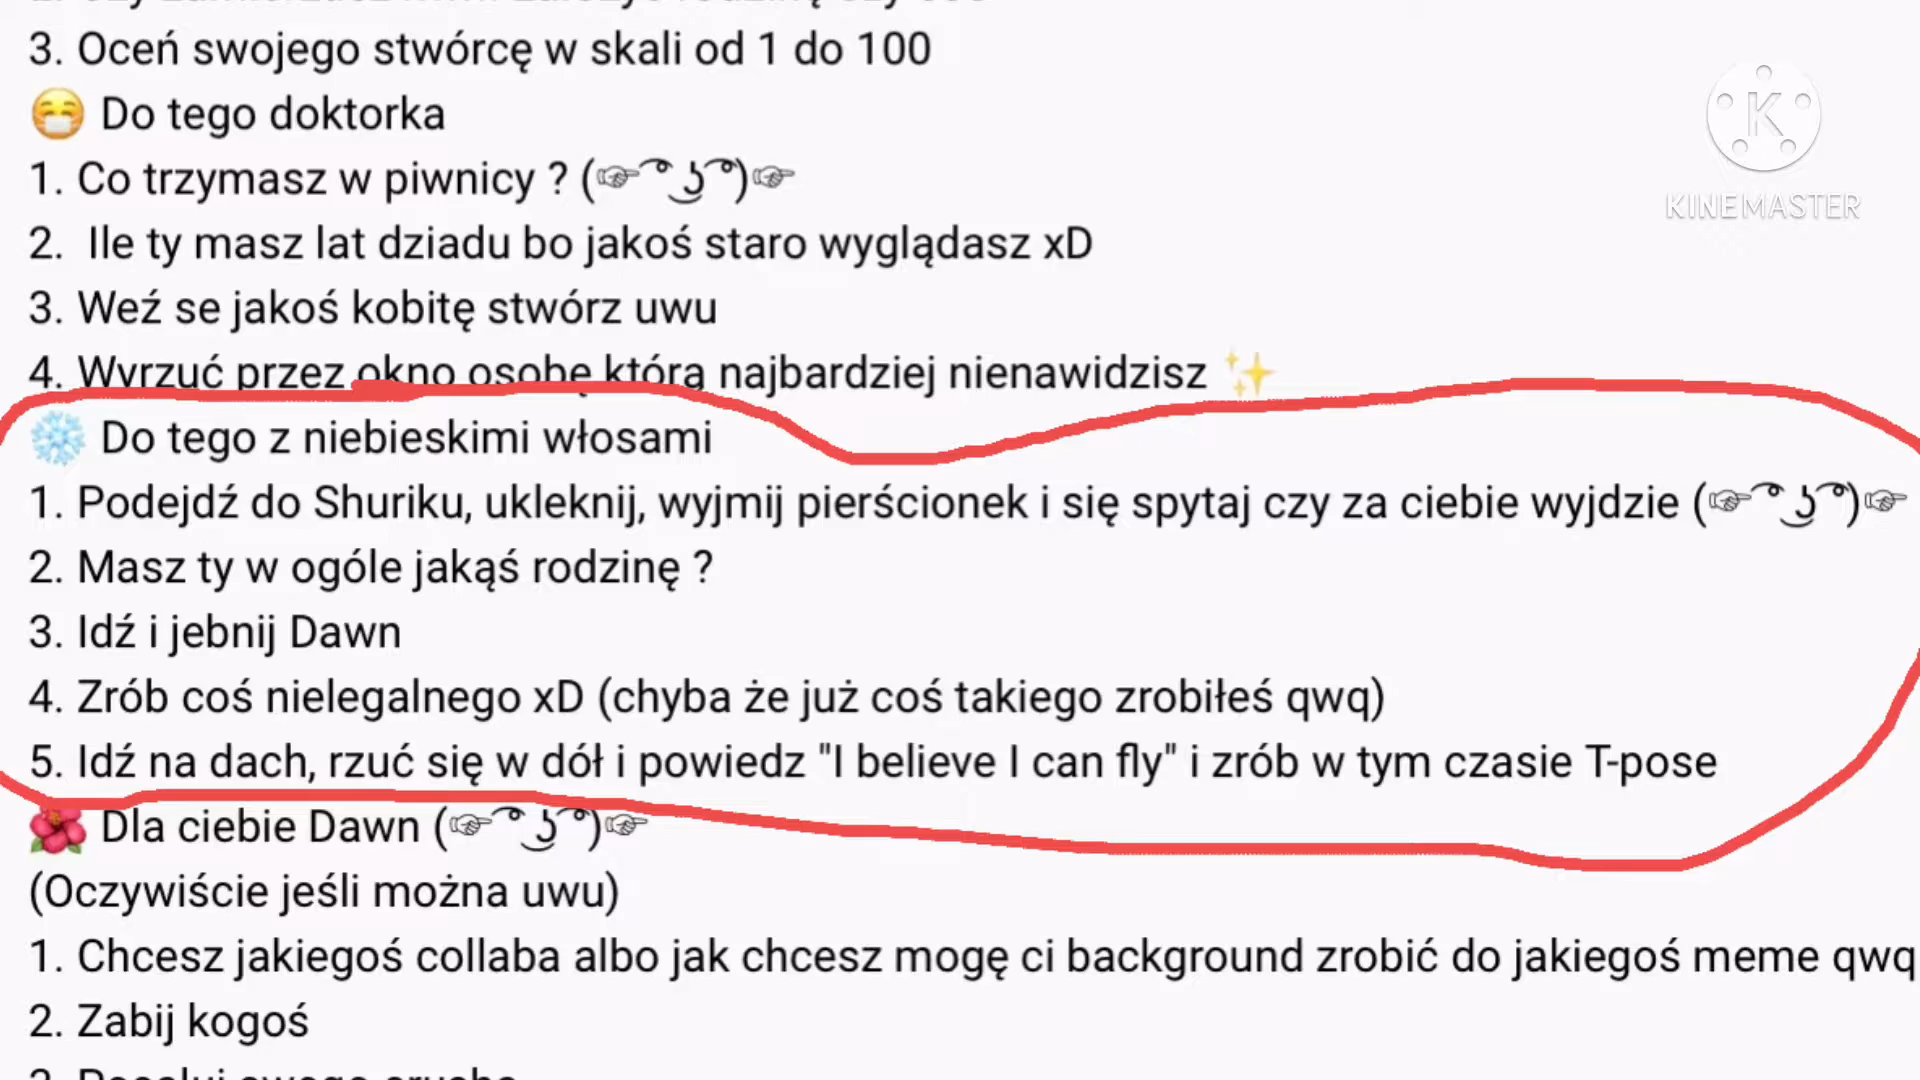 3. Oceń swojego stwórcę w skali od 1 do 100
😷 Do tego doktorka
1. Co trzymasz w piwnicy ? (☞ ͡° ͜ʖ ͡°)☞
2. Ile ty masz lat dziadu bo jakoś staro wyglądasz xD
3. Weź se jakoś kobitę stwórz uwu
4. Wyrzuć przez okno osobę którą najbardziej nienawidzisz ✨
❄️ Do tego z niebieskimi włosami
1. Podejdź do Shuriku, ukleknij, wyjmij pierścionek i się spytaj czy za ciebie wyjdzie (☞ ͡° ͜ʖ ͡°)☞
2. Masz ty w ogóle jakąś rodzinę ?
3. Idź i jebnij Dawn
4. Zrób coś nielegalnego xD (chyba że już coś takiego zrobiłeś qwq)
5. Idź na dach, rzuć się w dół i powiedz "I believe I can fly" i zrób w tym czasie T-pose
🌺 Dla ciebie Dawn (☞ ͡° ͜ʖ ͡°)☞
(Oczywiście jeśli można uwu)
1. Chcesz jakiegoś collaba albo jak chcesz mogę ci background zrobić do jakiegoś meme qwq
2. Zabij kogoś
K
KINEMASTER